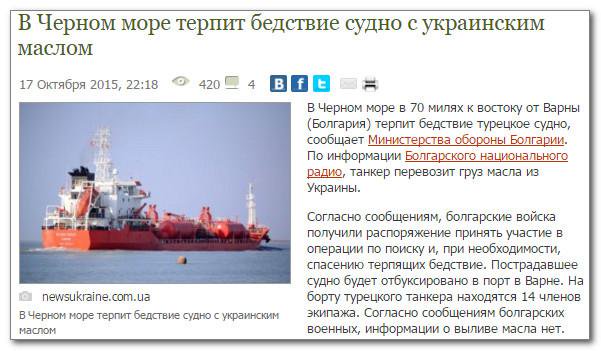 В Черном море терпит бедствие судно с украинским
маслом
17 Октября 2015, 22:18 420 4
В Черном море в 70 милях к востоку от Варны
(Болгария) терпит бедствие турецкое судно,
сообщает Министерства обороны Болгарии.
По информации Болгарского национального
радио, танкер перевозит груз масла из
Украины.
Согласно сообщениям, болгарские войска
получили распоряжение принять участие в
операции по поиску и, при необходимости,
спасению терпящих бедствие. Пострадавшее
судно будет отбуксировано в порт в Варне. На
борту турецкого танкера находятся 14 членов
экипажа. Согласно сообщениям болгарских
военных, информации о выливе масла нет.
newsukraine.com.ua
В Черном море терпит бедствие судно с украинским
маслом